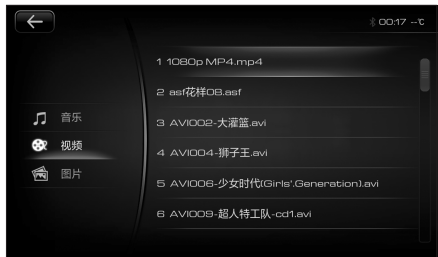 00:17 --℃
1 1080p MP4.mp4
2 asf花样OB.asf
3 AVI002-大灌篮.avi
音乐
视频
图片
4 AVI004-狮子王.avi
5 AVI006-少女时代(Girls'.Generation).avi
6 AVI009-超人特工队-cd1.avi